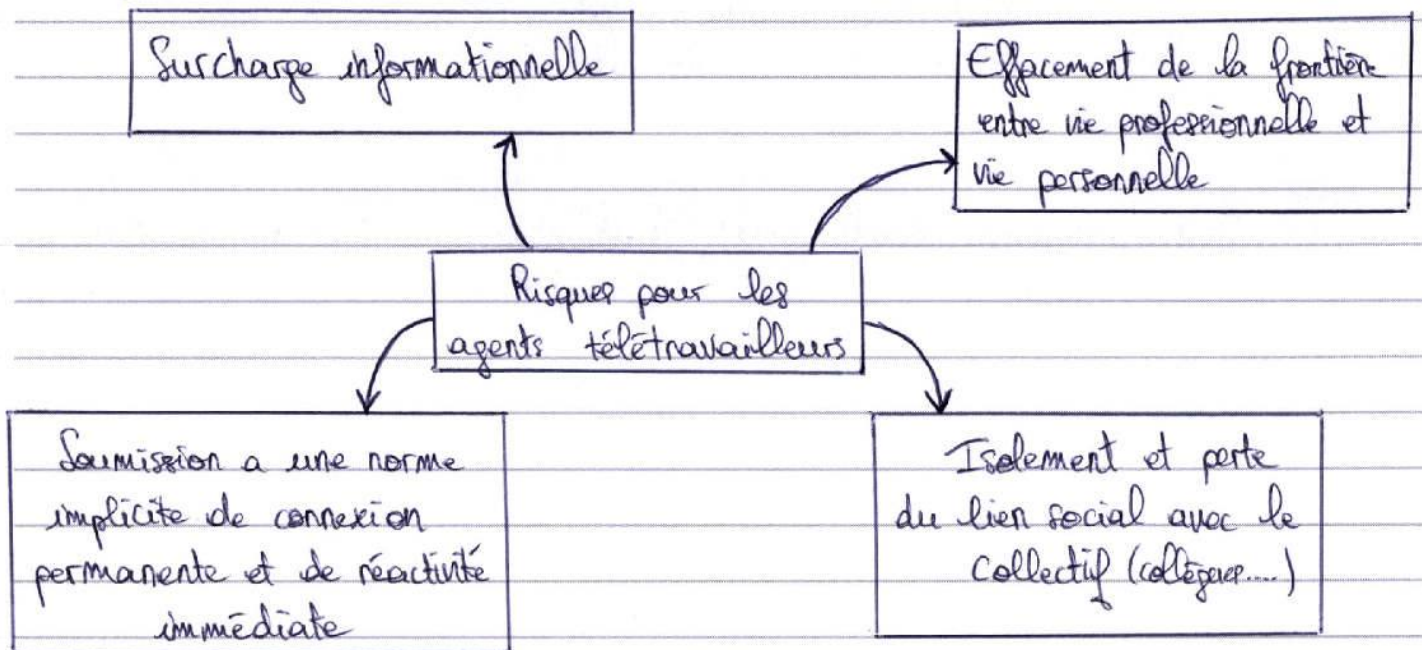 Surcharge informationnelle
Effacement de la frontière
entre vie professionnelle et
vie personnelle
Risques pour les
agents télétravailleurs
Soumission a une norme
implicite de connexion
permanente et de réactivité
immédiate
Isolement et perte
du lien social avec le
collectif (collègues....)